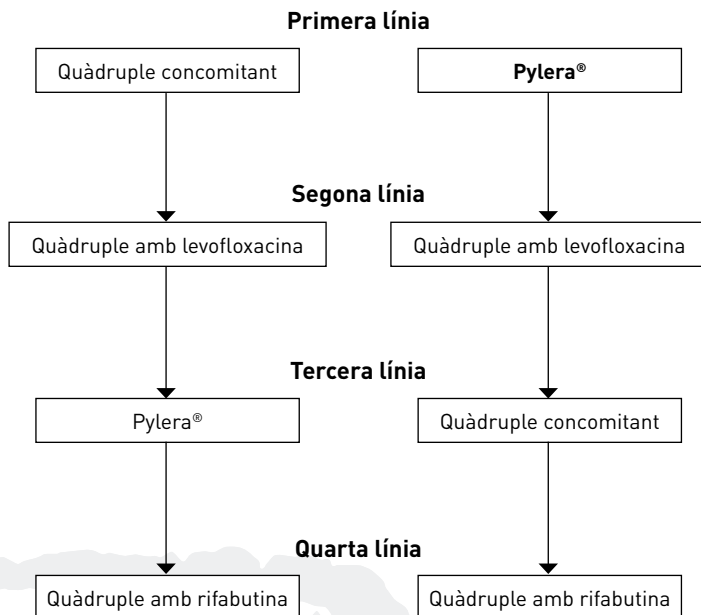 Primera línia
Quàdruple concomitant
Pylera®
Segona línia
Quàdruple amb levofloxacina
Quàdruple amb levofloxacina
Tercera línia
Pylera®
Quàdruple concomitant
Quarta línia
Quàdruple amb rifabutina
Quàdruple amb rifabutina